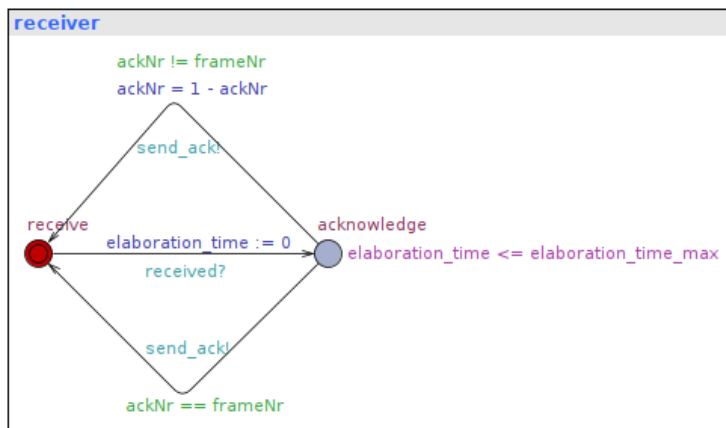 receiver
ackNr != frameNr
ackNr = 1 - ackNr
send_ack!
receive
acknowledge
elaboration_time := 0
elaboration_time <= elaboration_time_max
received?
send_ack!
ackNr == frameNr